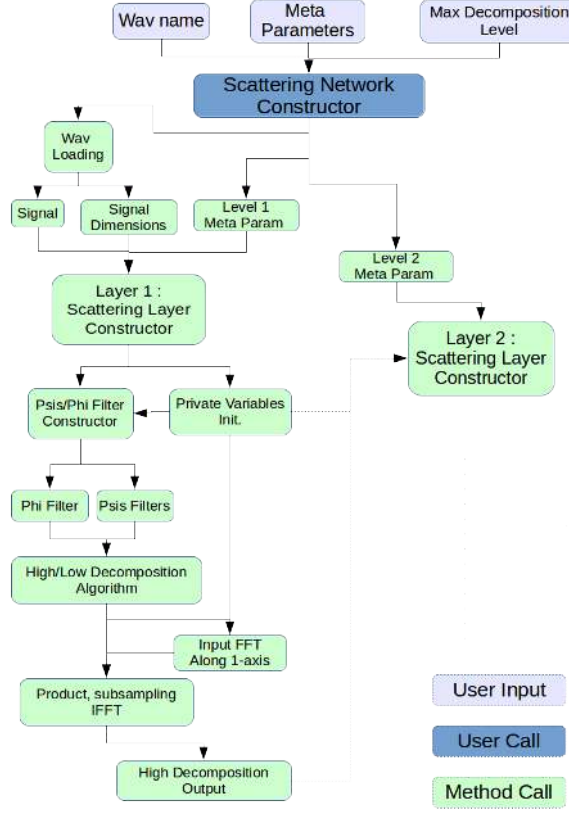 Wav name
Meta
Parameters
Max Decomposition
Level
Scattering Network
Constructor
Wav
Loading
Signal
Signal
Dimensions
Level 1
Meta Param
Level 2
Meta Param
Layer 1 :
Scattering Layer
Constructor
Layer 2 :
Scattering Layer
Constructor
Psis/Phi Filter
Constructor
Private Variables
Init.
Phi Filter
Psis Filters
High/Low Decomposition
Algorithm
Input FFT
Along 1-axis
Product, subsampling
IFFT
High Decomposition
Output
User Input
User Call
Method Call